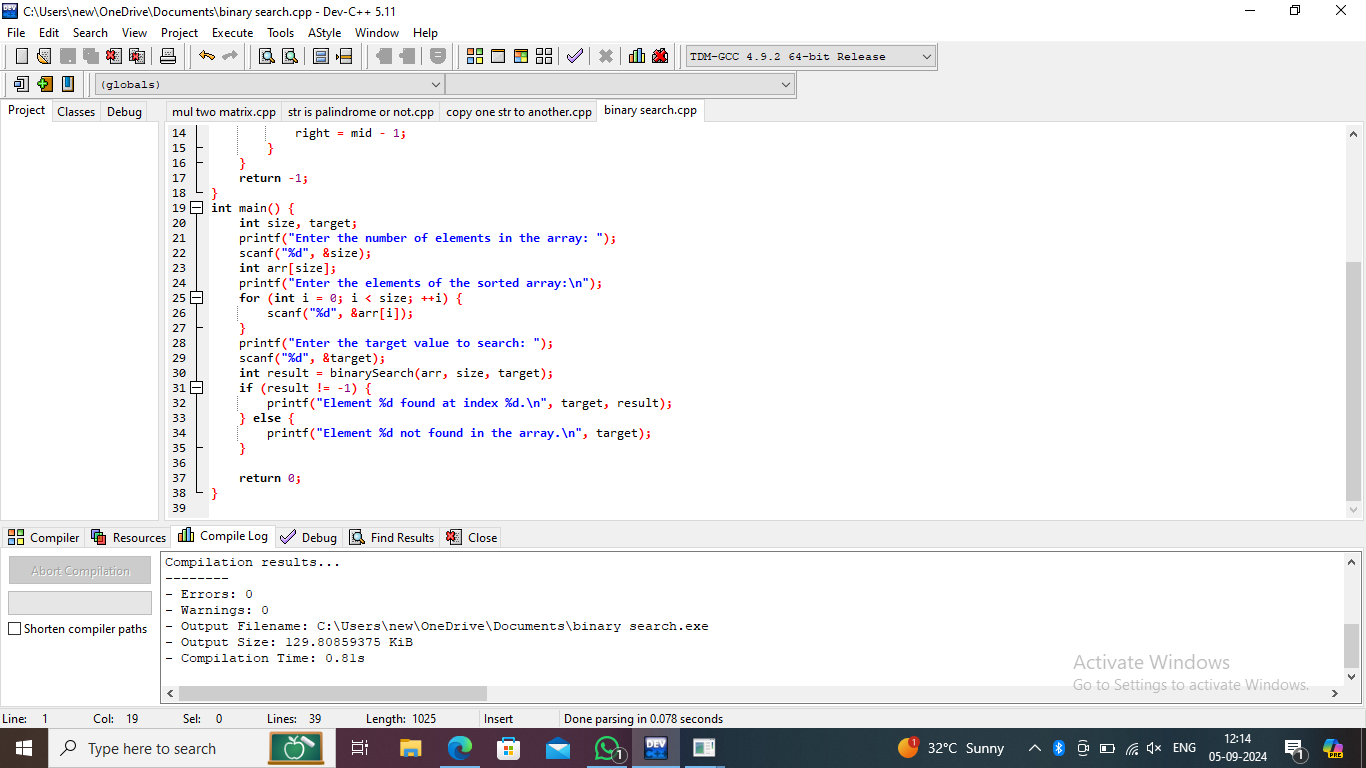 C:\Users\new\OneDrive\Documents\binary search.cpp - Dev-C++ 5.11
File Edit Search View Project Execute Tools AStyle Window Help
TDM-GCC 4.9.2 64-bit Release
(globals)
Project Classes Debug
mul two matrix.cpp str is palindrome or not.cpp copy one str to another.cpp binary search.cpp
14 right = mid - 1;
15 }
16 }
17 return -1;
18 }
19 int main() {
20 int size, target;
21 printf("Enter the number of elements in the array: ");
22 scanf("%d", &size);
23 int arr[size];
24 printf("Enter the elements of the sorted array:\n");
25 for (int i = 0; i < size; ++i) {
26 scanf("%d", &arr[i]);
27 }
28 printf("Enter the target value to search: ");
29 scanf("%d", &target);
30 int result = binarySearch(arr, size, target);
31 if (result != -1) {
32 printf("Element %d found at index %d.\n", target, result);
33 } else {
34 printf("Element %d not found in the array.\n", target);
35 }
36
37 return 0;
38 }
39
Compiler Resources Compile Log Debug Find Results Close
Abort Compilation
Shorten compiler paths
Compilation results...
--------
- Errors: 0
- Warnings: 0
- Output Filename: C:\Users\new\OneDrive\Documents\binary search.exe
- Output Size: 129.80859375 KiB
- Compilation Time: 0.81s
Activate Windows
Go to Settings to activate Windows.
Line: 1 Col: 19 Sel: 0 Lines: 39 Length: 1025 Insert Done parsing in 0.078 seconds
Type here to search
1
DEV
1
32°C Sunny
ENG
12:14
05-09-2024
1
PRE